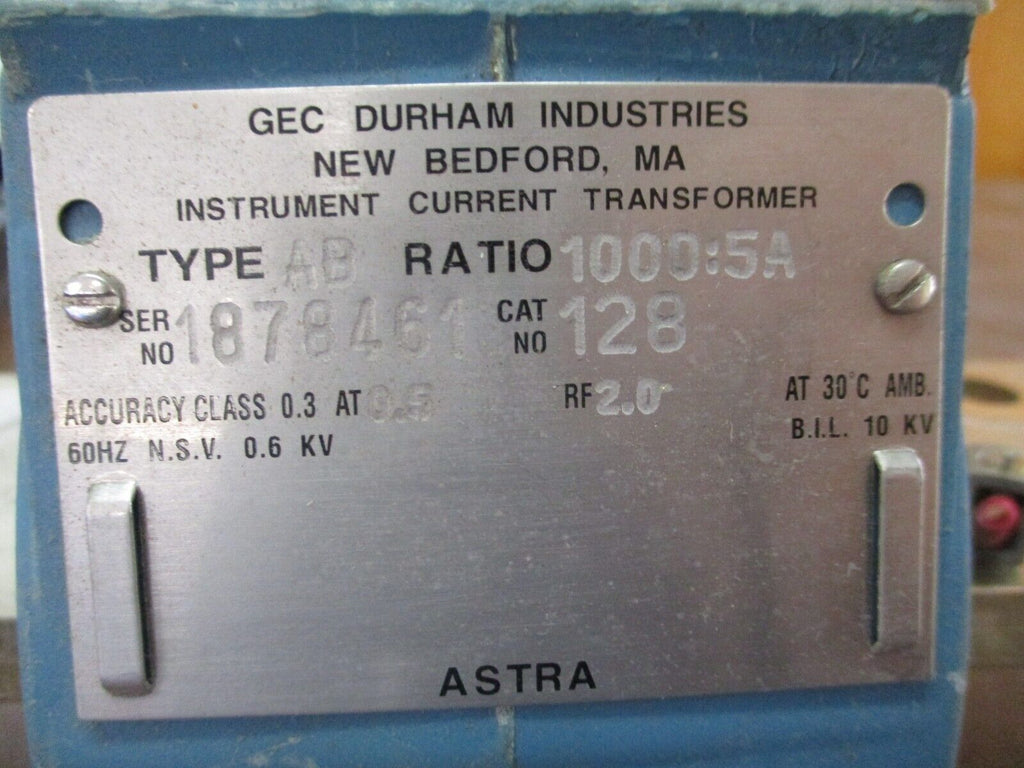 GEC DURHAM INDUSTRIES
NEW BEDFORD, MA
INSTRUMENT CURRENT TRANSFORMER
TYPE AB RATIO 1000:5A
SER NO 1878461 CAT NO 128
ACCURACY CLASS 0.3 AT 0.5 RF 2.0 AT 30°C AMB.
60HZ N.S.V. 0.6 KV B.I.L. 10 KV
ASTRA